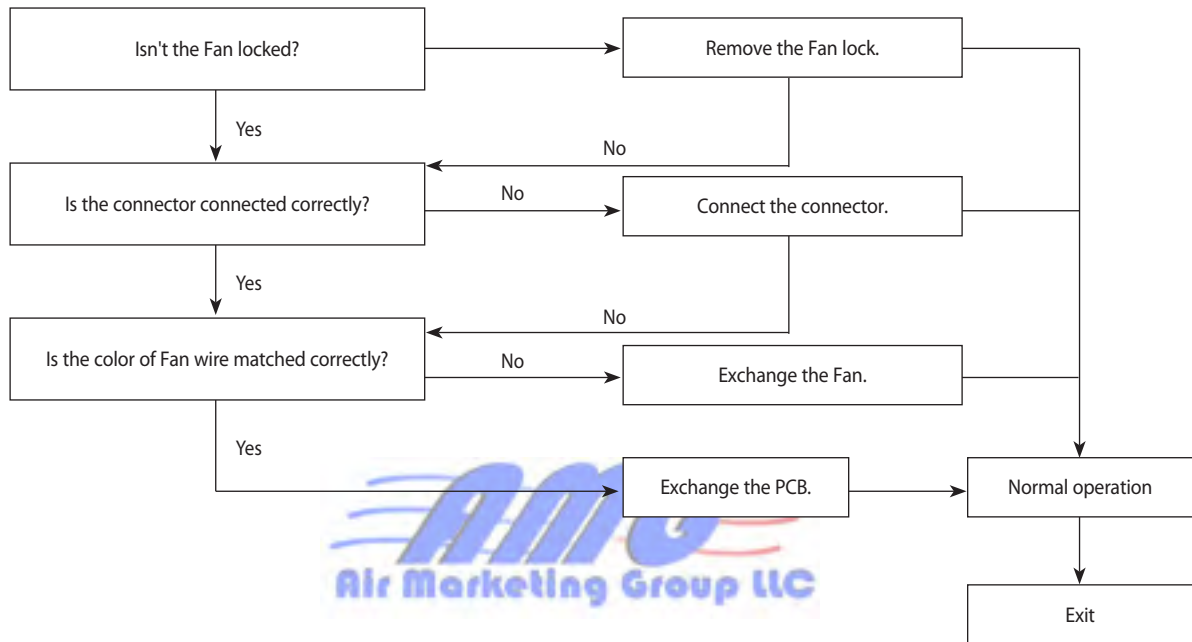 Isn't the Fan locked?
Remove the Fan lock.
Yes
No
Is the connector connected correctly?
No
Connect the connector.
Yes
No
Is the color of Fan wire matched correctly?
No
Exchange the Fan.
Yes
Exchange the PCB.
Normal operation
AMG
Air Marketing Group LLC
Exit